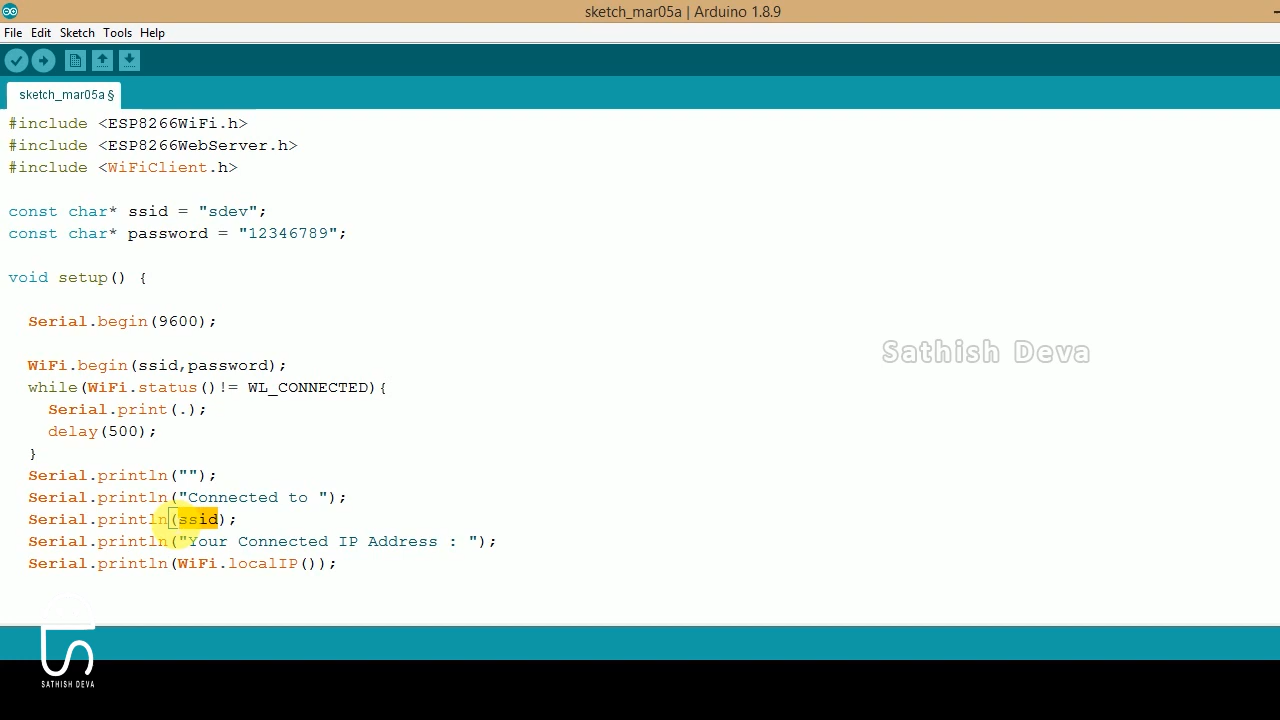 sketch_mar05a | Arduino 1.8.9
File Edit Sketch Tools Help
sketch_mar05a §
#include <ESP8266WiFi.h>
#include <ESP8266WebServer.h>
#include <WiFiClient.h>
const char* ssid = "sdev";
const char* password = "12346789";
void setup() {
Serial.begin(9600);
WiFi.begin(ssid,password);
while(WiFi.status()!= WL_CONNECTED){
Serial.print(.);
delay(500);
}
Serial.println("");
Serial.println("Connected to ");
Serial.println(ssid);
Serial.println("Your Connected IP Address : ");
Serial.println(WiFi.localIP());
Sathish Deva
SATHISH DEVA